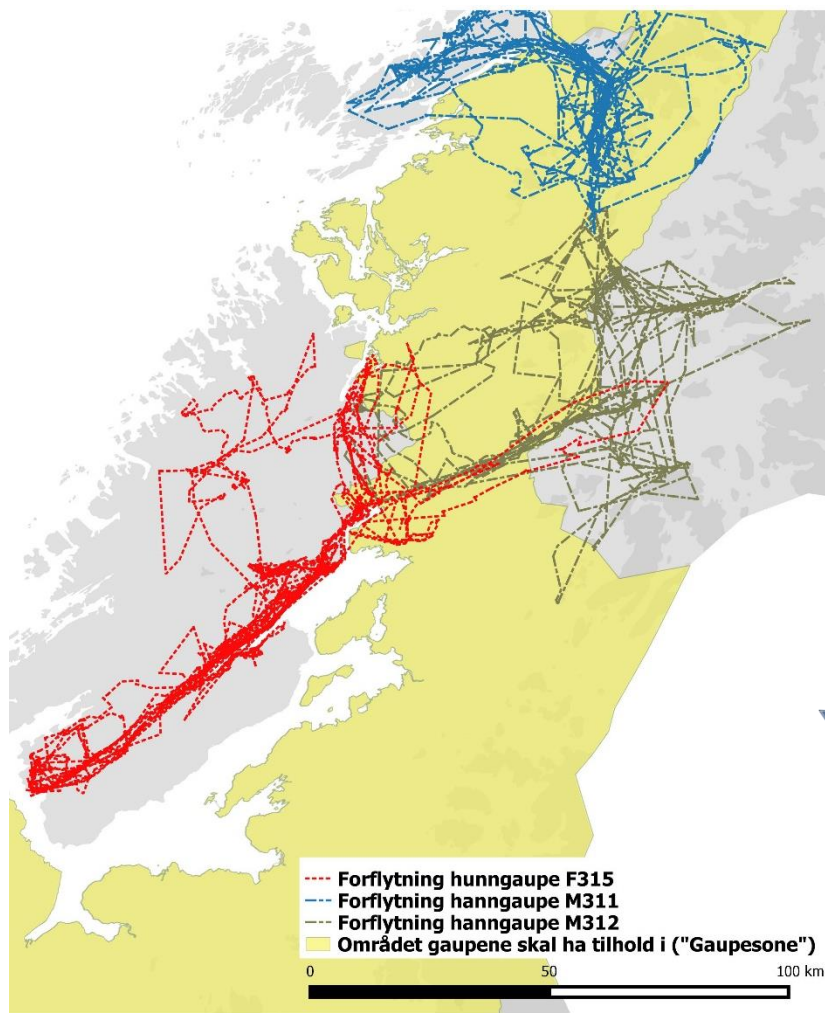 Forflytning hunngaupe F315
Forflytning hanngaupe M311
Forflytning hanngaupe M312
Området gaupene skal ha tilhold i ("Gaupesone")
0 50 100 km